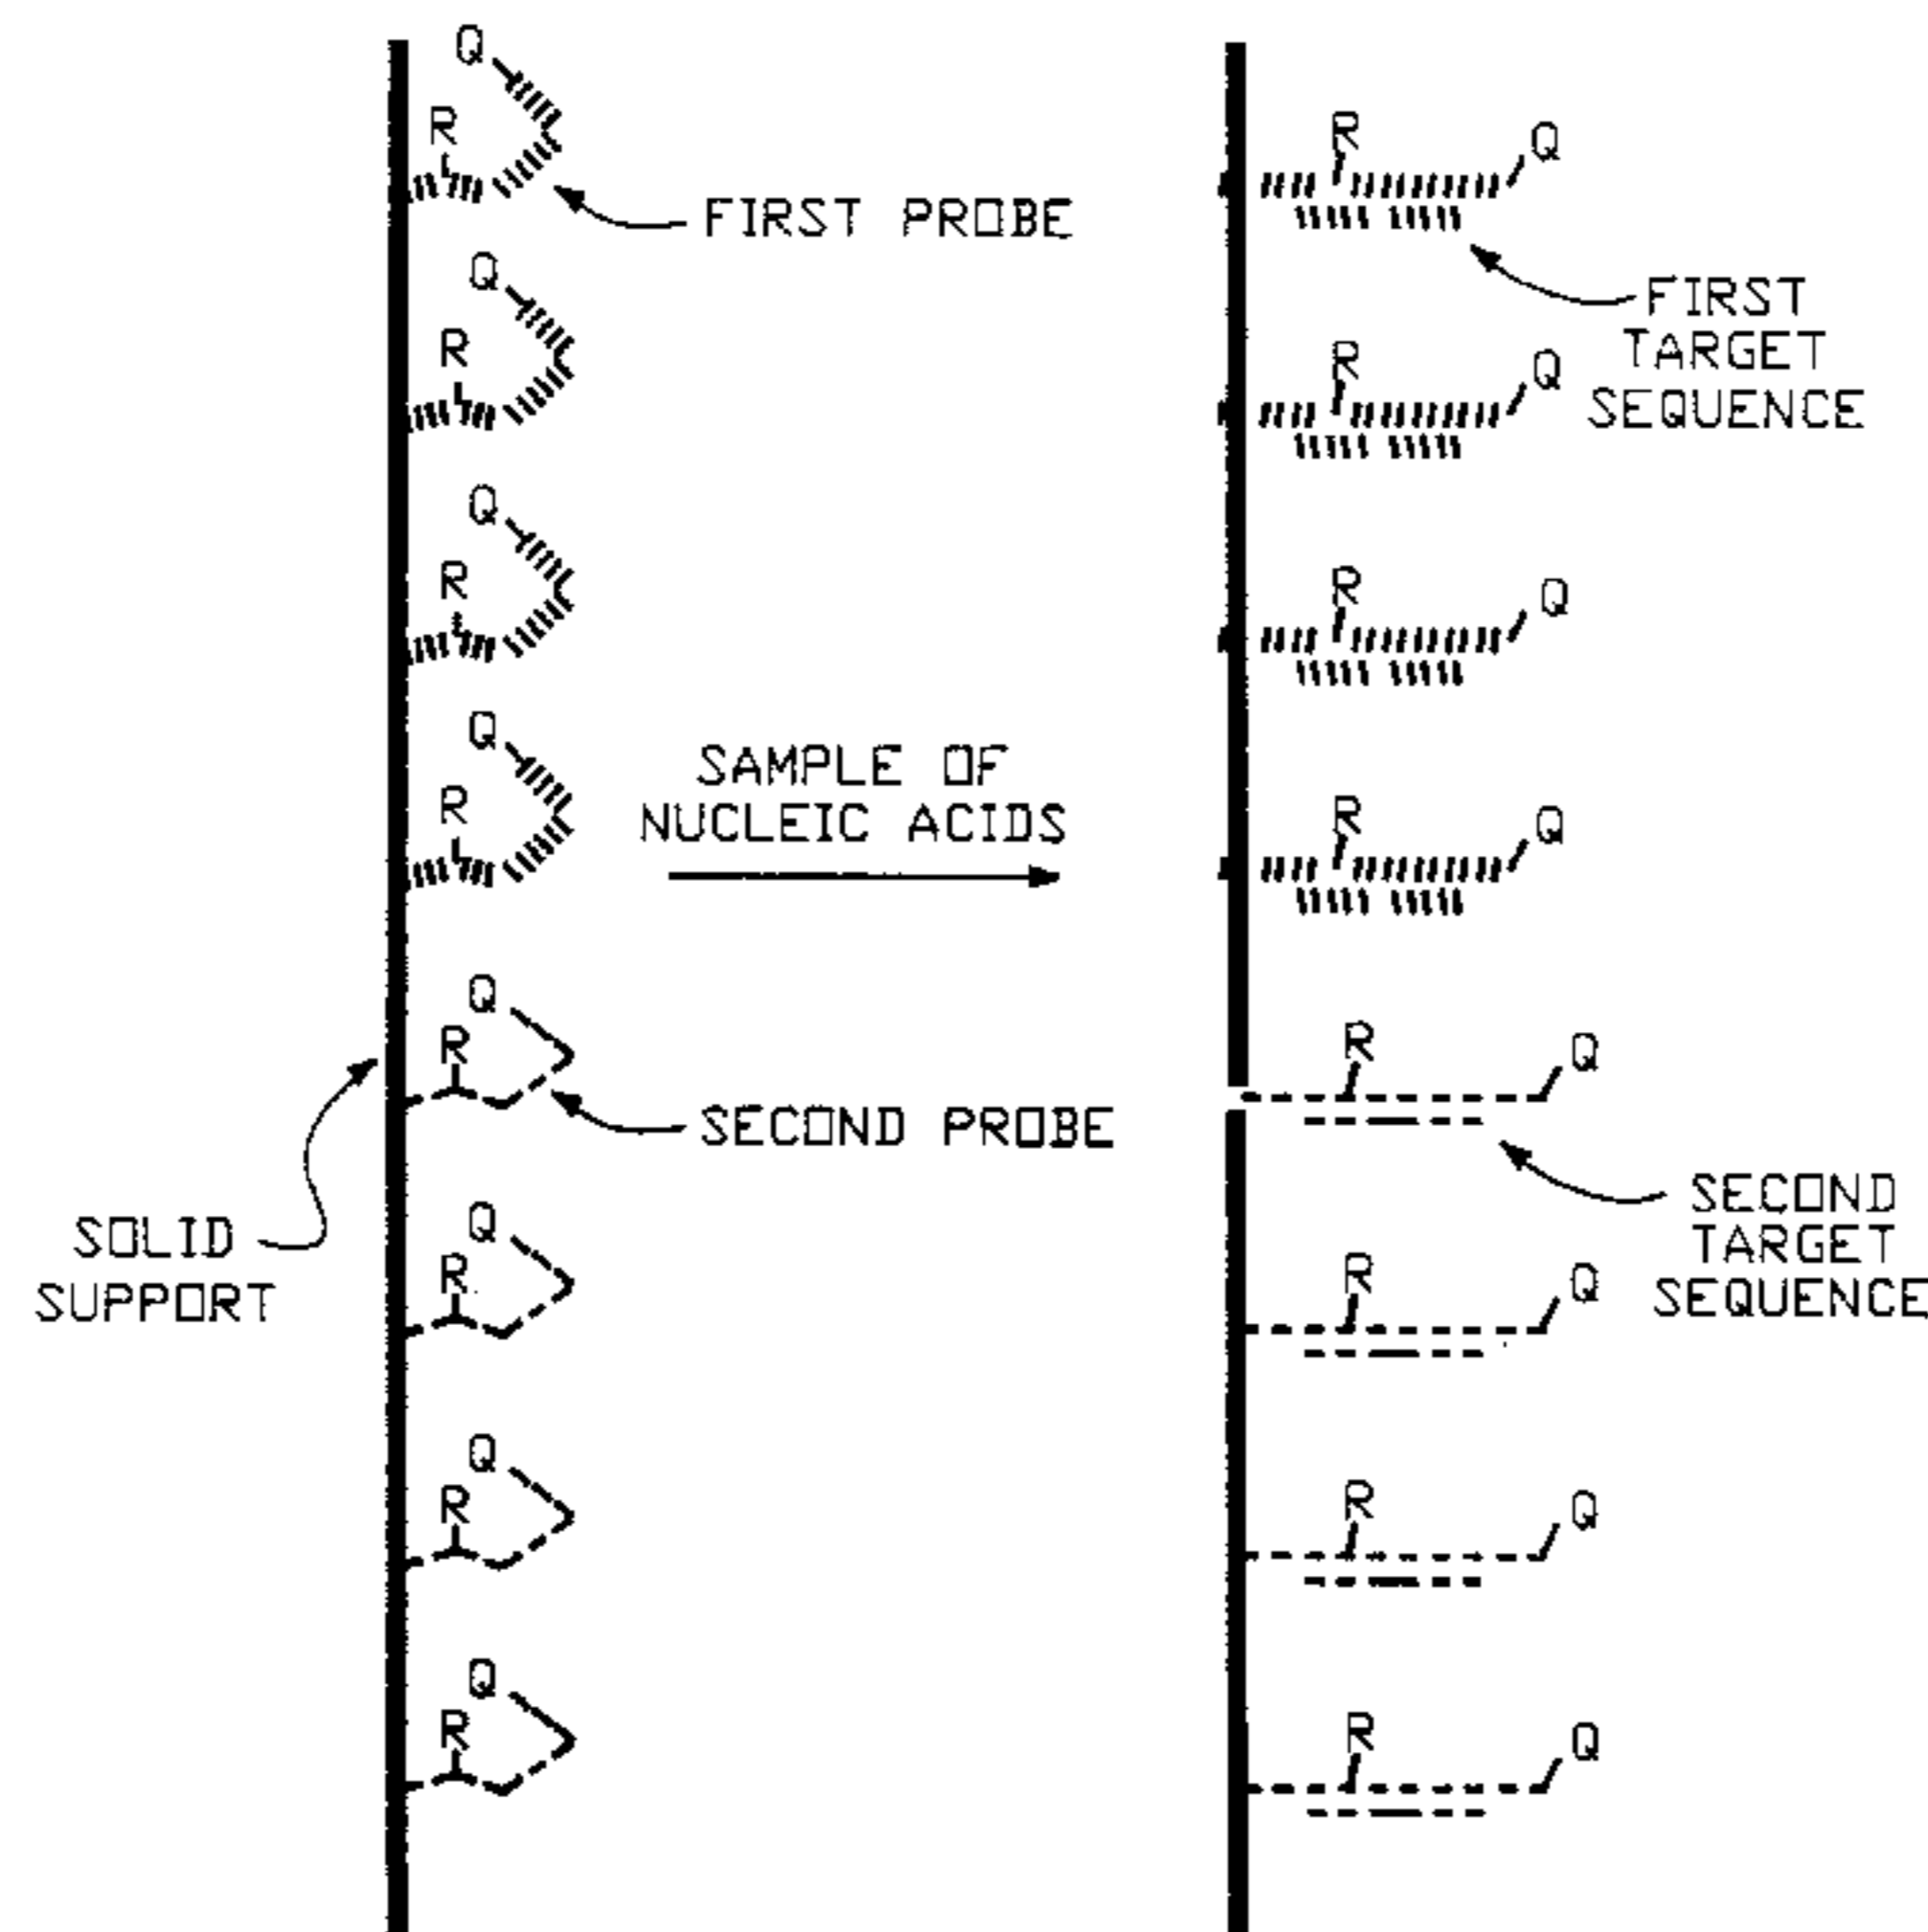 Q
R
R
Q
FIRST PROBE
Q
FIRST
TARGET
SEQUENCE
R
R
Q
Q
R
R
Q
Q
SAMPLE OF
NUCLEIC ACIDS
R
R
Q
Q
R
R
Q
SECOND PROBE
SECOND
TARGET
SEQUENCE
SOLID
SUPPORT
Q
R
R
Q
Q
R
R
Q
Q
R
R
Q